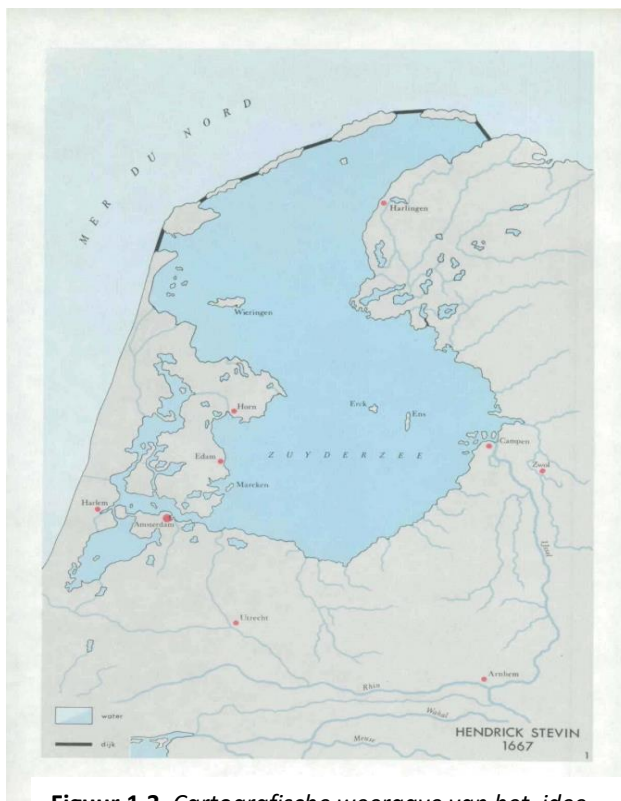 MER DU NORD
Harlingen
Wieringen
Horn
Erck
Ens
ZUYDERZEE
Campen
Edam
Zwol
Marcken
Harlem
Amsterdam
Utrecht
IJssel
Arnhem
Rhin
Wahal
Meuse
water
dijk
HENDRICK STEVIN
1667
1